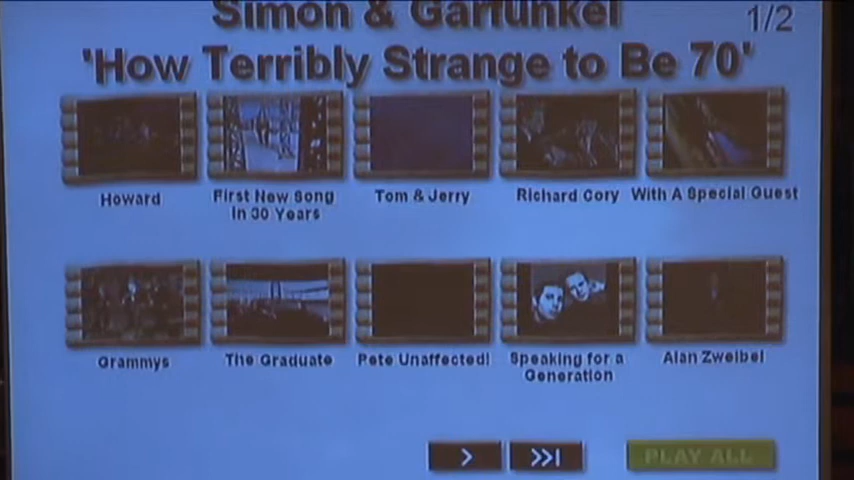 Simon & Garfunkel
1/2
'How Terribly Strange to Be 70'
Howard
First New Song
in 30 Years
Tom & Jerry
Richard Cory
With A Special Guest
Grammys
The Graduate
Pete Unaffected!
Speaking for a
Generation
Alan Zweibel
PLAY ALL